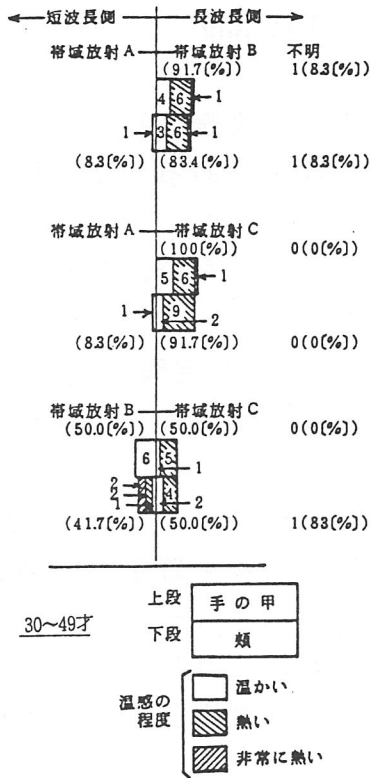 ← 短波長側 長波長側 →
帯域放射A 帯域放射B 不明
(91.7[%]) 1(8.3[%])
4 6 1
1 3 6 1
(8.3[%]) (83.4[%]) 1(8.3[%])
帯域放射A 帯域放射C
(100[%]) 0(0[%])
5 6 1
1 9 2
(8.3[%]) (91.7[%]) 0(0[%])
帯域放射B 帯域放射C
(50.0[%]) (50.0[%]) 0(0[%])
6 5 1
2
2 4
1 2
(41.7[%]) (50.0[%]) 1(83[%])
上段 手の甲
30〜49才
下段 頬
温かい
温感の程度 熱い
非常に熱い